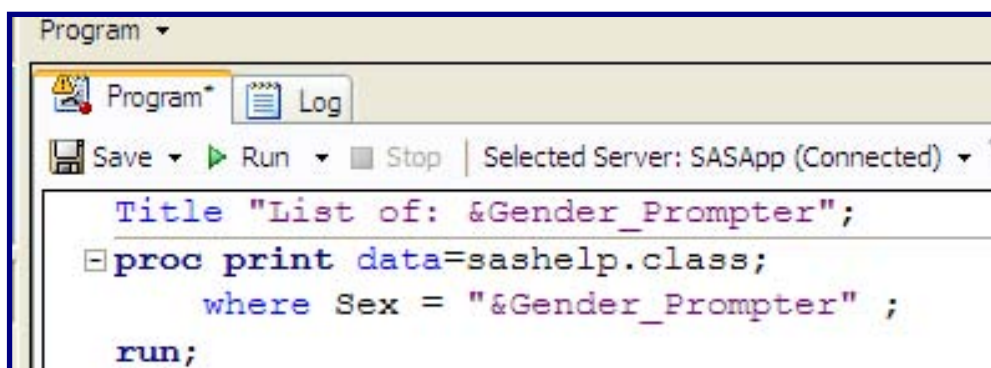 Program
Program* Log
Save Run Stop Selected Server: SASApp (Connected)
Title "List of: &Gender_Prompter";
proc print data=sashelp.class;
where Sex = "&Gender_Prompter" ;
run;